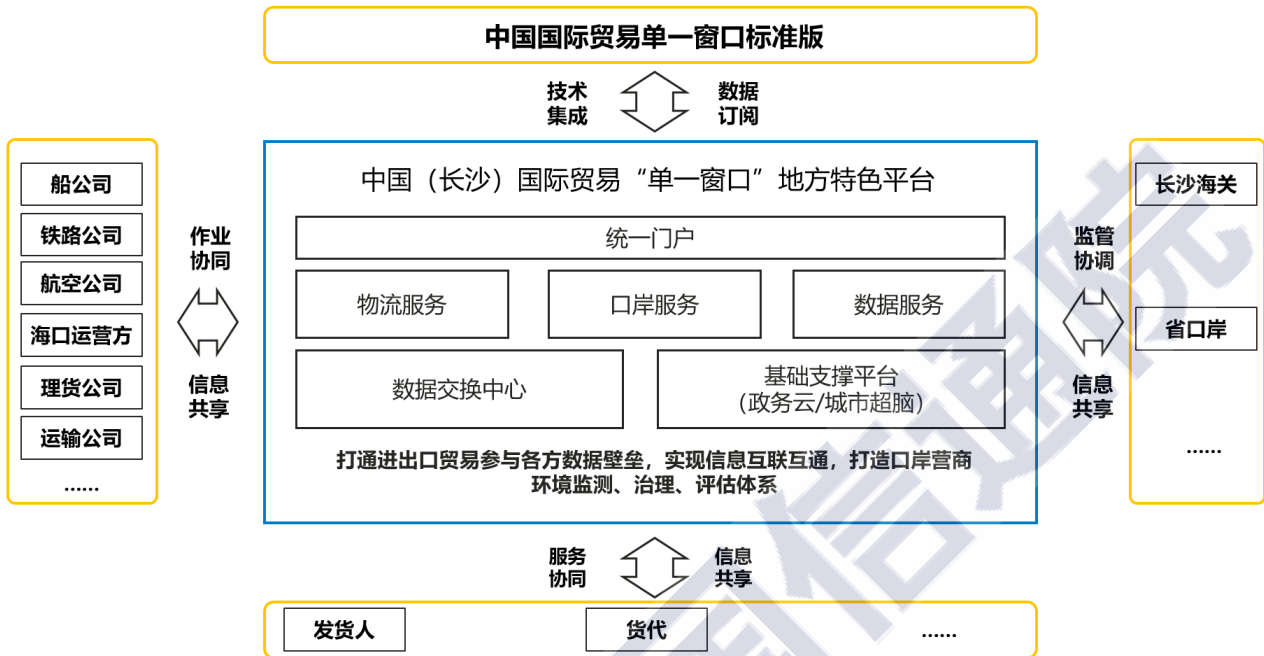 中国国际贸易单一窗口标准版
技术
集成
数据
订阅
船公司
铁路公司
航空公司
海口运营方
理货公司
运输公司
……
作业
协同
信息
共享
中国（长沙）国际贸易“单一窗口”地方特色平台
统一门户
物流服务
口岸服务
数据服务
数据交换中心
基础支撑平台
(政务云/城市超脑)
打通进出口贸易参与各方数据壁垒，实现信息互联互通，打造口岸营商
环境监测、治理、评估体系
监管
协调
信息
共享
长沙海关
省口岸
……
服务
协同
信息
共享
发货人
货代
……
国信通院